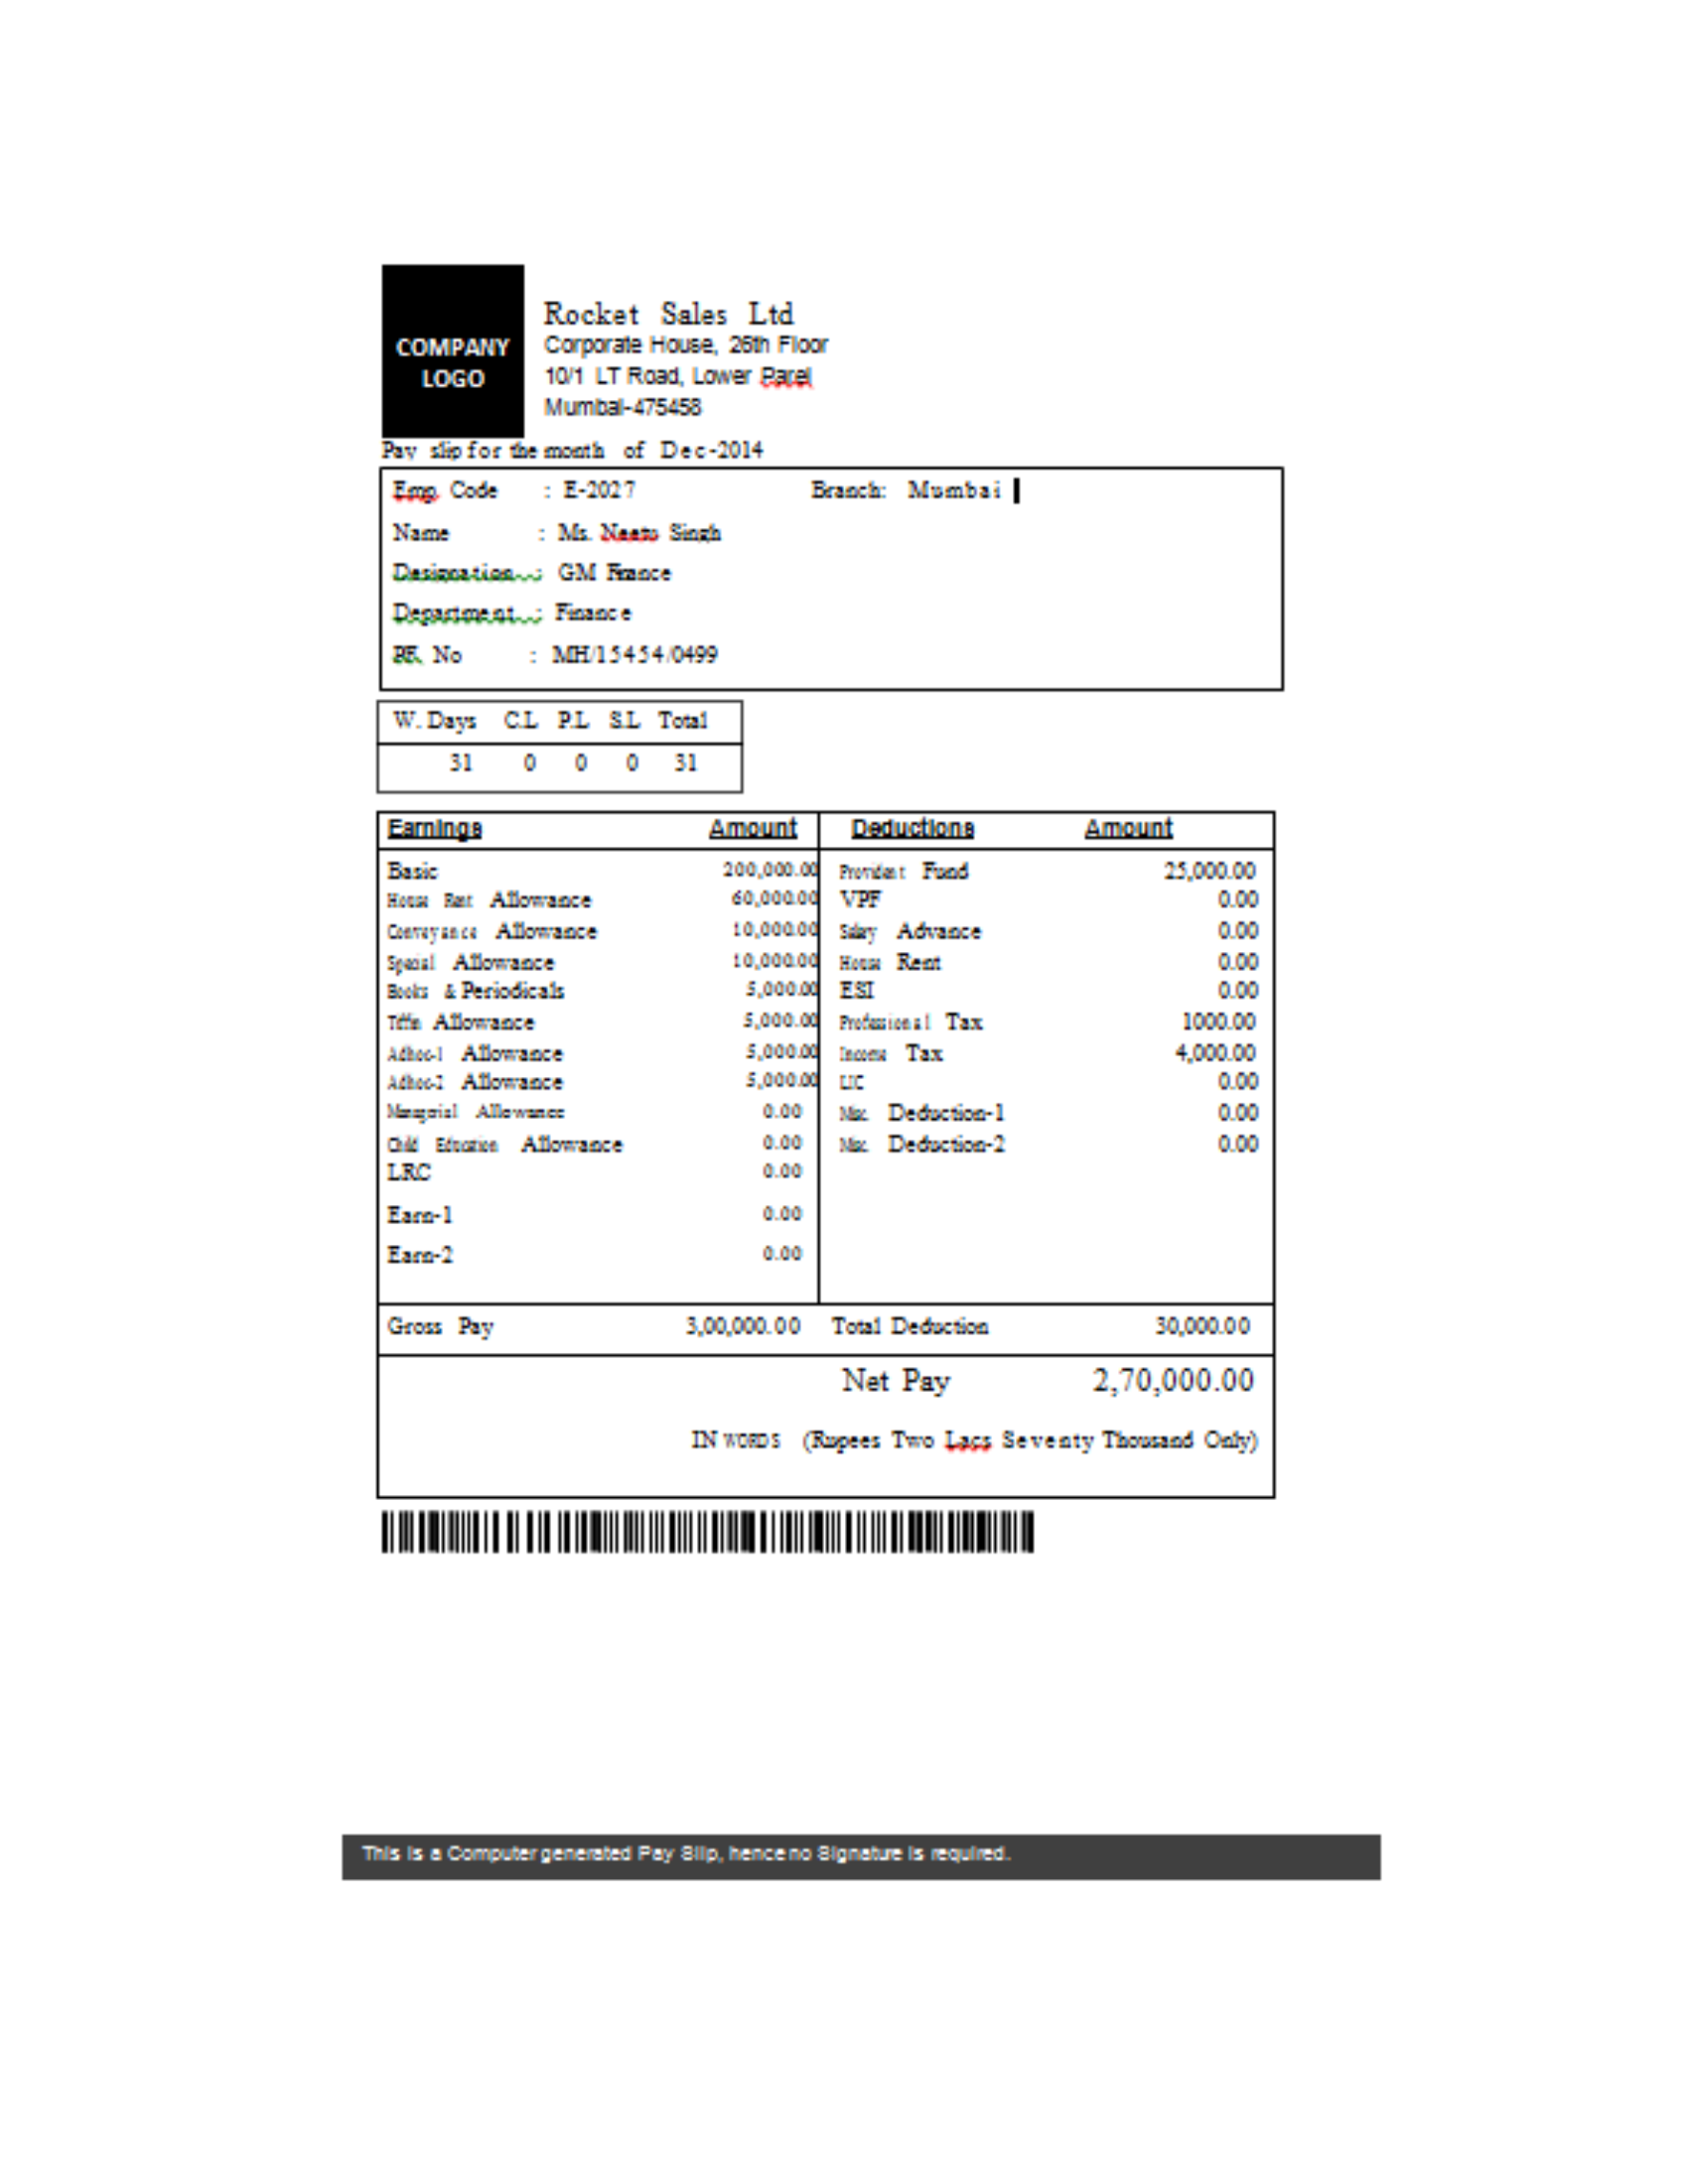 COMPANY
LOGO
Rocket Sales Ltd
Corporate House, 26th Floor
10/1 LT Road, Lower Parel
Mumbai-475458
Pay slip for the month of Dec-2014
Emp. Code : E-2027 Branch: Mumbai
Name : Ms. Singh
Designation : GM Finance
Department : Finance
PF. No : MH/15454/0499
W. Days C.L P.L S.L Total
31 0 0 0 31
Earnings Amount Deductions Amount
Basic 200,000.00 Provident Fund 25,000.00
House Rent Allowance 60,000.00 VPF 0.00
Conveyance Allowance 10,000.00 Salary Advance 0.00
Special Allowance 10,000.00 House Rent 0.00
Books & Periodicals 5,000.00 ESI 0.00
Tiffin Allowance 5,000.00 Professional Tax 1000.00
Adhoc-1 Allowance 5,000.00 Income Tax 4,000.00
Adhoc-2 Allowance 5,000.00 LIC 0.00
Managerial Allowance 0.00 Misc. Deduction-1 0.00
Child Education Allowance 0.00 Misc. Deduction-2 0.00
LRC 0.00
Earn-1 0.00
Earn-2 0.00
Gross Pay 3,00,000.00 Total Deduction 30,000.00
Net Pay 2,70,000.00
IN WORDS (Rupees Two Lacs Seventy Thousand Only)
This is a Computer generated Pay Slip, hence no Signature is required.